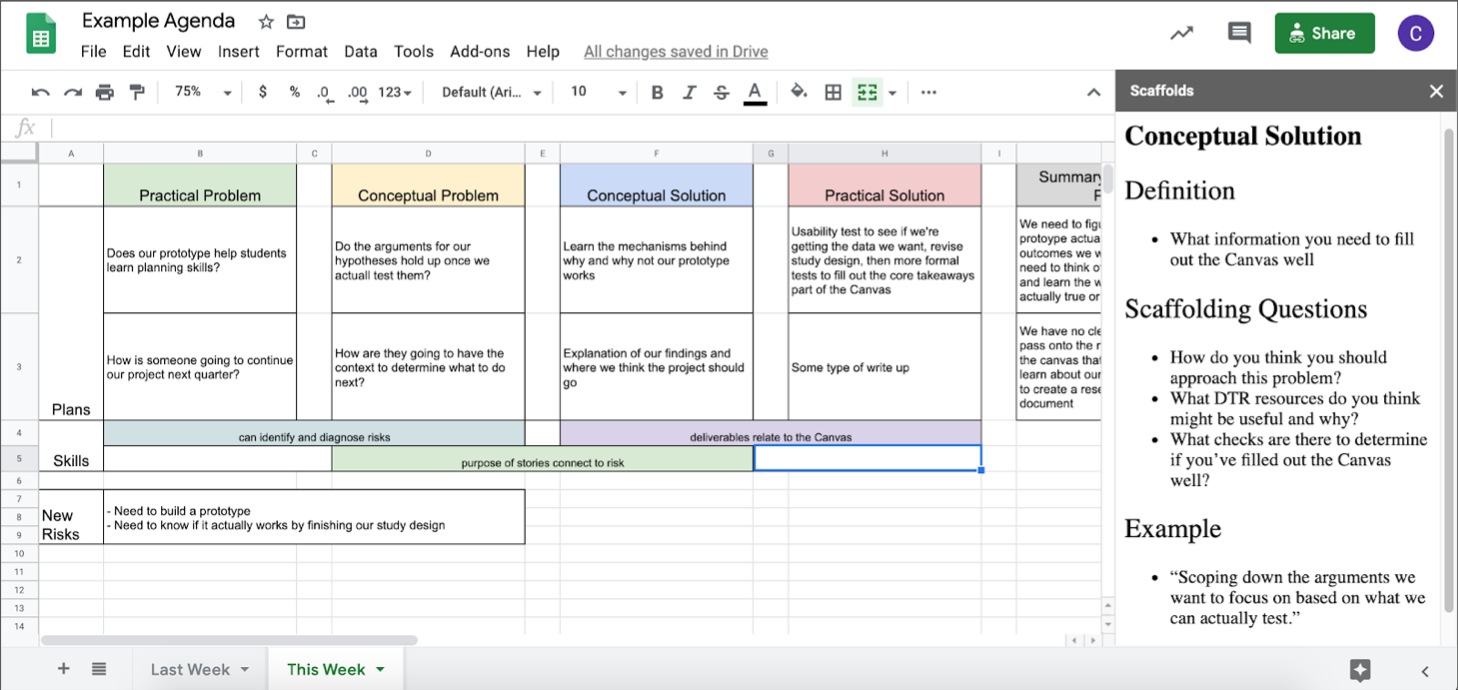 Example Agenda
File Edit View Insert Format Data Tools Add-ons Help All changes saved in Drive
Share
C
75% $ % .0 .00 123 Default (Ari... 10 B I S A ...
Scaffolds
fx
A B C D E F G H I
1
Practical Problem
Conceptual Problem
Conceptual Solution
Practical Solution
Summary
2
Does our prototype help students
learn planning skills?
Do the arguments for our
hypotheses hold up once we
actuall test them?
Learn the mechanisms behind
why and why not our prototype
works
Usability test to see if we're
getting the data we want, revise
study design, then more formal
tests to fill out the core takeaways
part of the Canvas
We need to figu
protoype actua
outcomes we w
need to think o
and learn the w
actually true or
3
Plans
How is someone going to continue
our project next quarter?
How are they going to have the
context to determine what to do
next?
Explanation of our findings and
where we think the project should
go
Some type of write up
We have no cle
pass onto the r
the canvas that
learn about our
to create a rese
document
4
can identify and diagnose risks
deliverables relate to the Canvas
5
Skills
purpose of stories connect to risk
6
7
8
9
New
Risks
- Need to build a prototype
- Need to know if it actually works by finishing our study design
10
11
12
13
14
Conceptual Solution
Definition
• What information you need to fill
out the Canvas well
Scaffolding Questions
• How do you think you should
approach this problem?
• What DTR resources do you think
might be useful and why?
• What checks are there to determine
if you've filled out the Canvas
well?
Example
• “Scoping down the arguments we
want to focus on based on what we
can actually test.”
Last Week
This Week